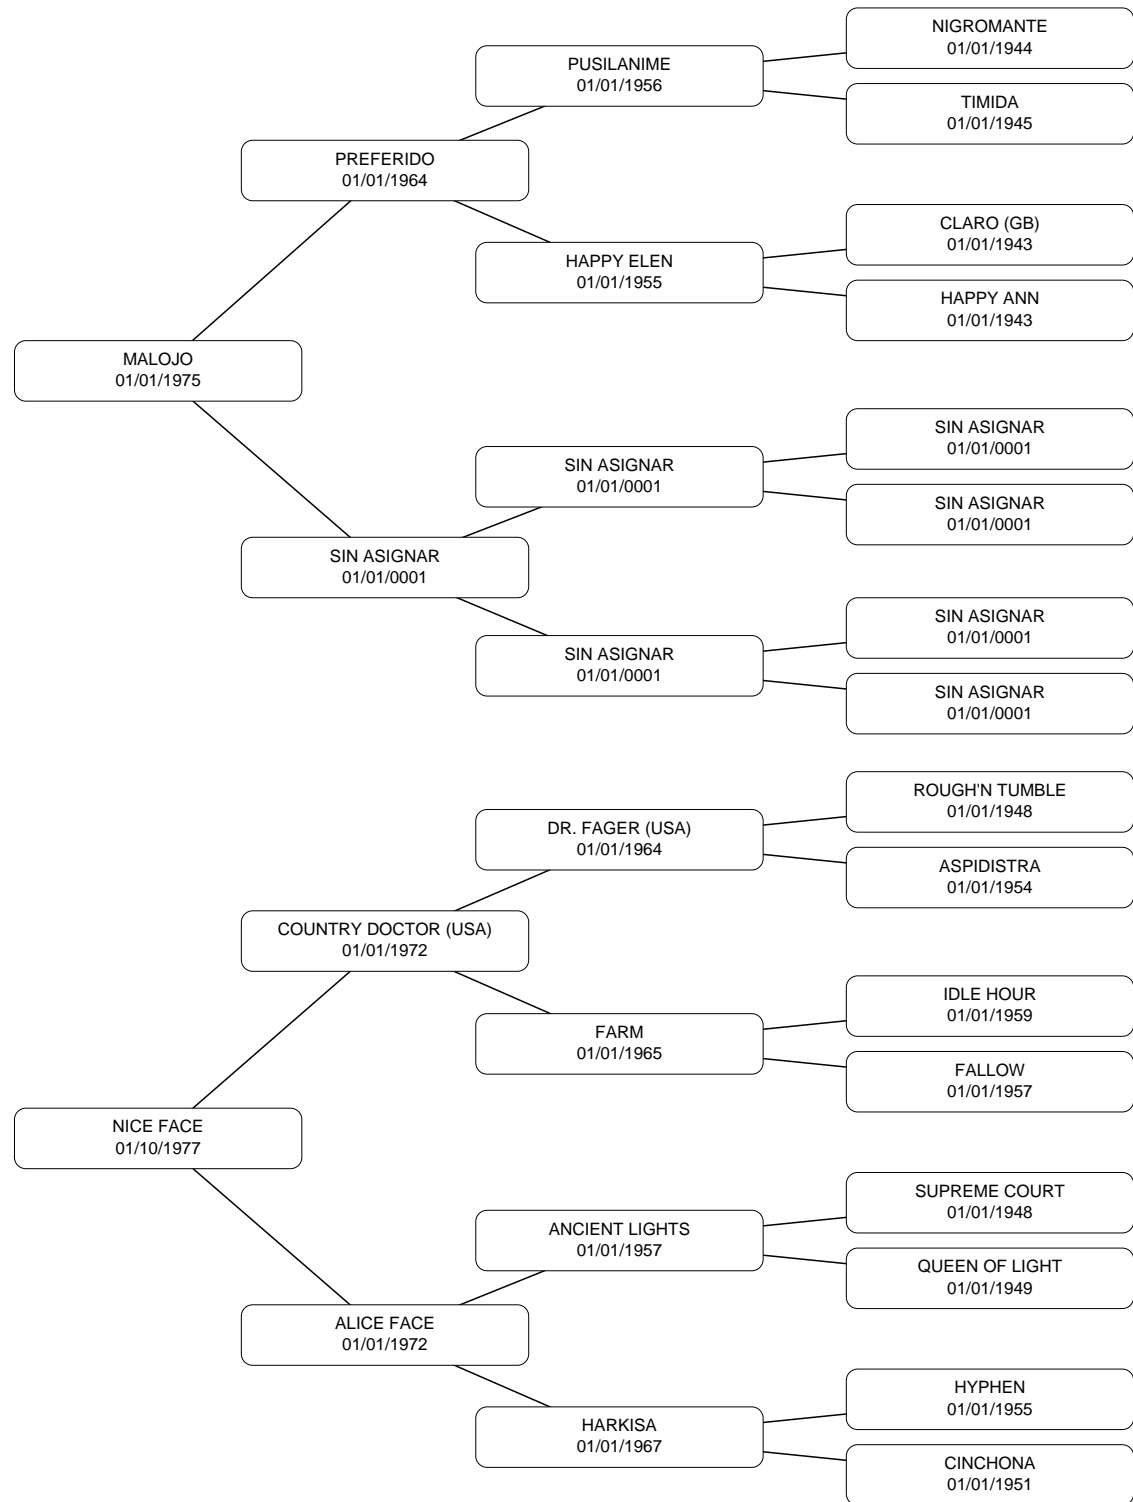 NIGROMANTE
01/01/1944
PUSILANIME
01/01/1956
TIMIDA
01/01/1945
PREFERIDO
01/01/1964
CLARO (GB)
01/01/1943
HAPPY ELEN
01/01/1955
HAPPY ANN
01/01/1943
MALOJO
01/01/1975
SIN ASIGNAR
01/01/0001
SIN ASIGNAR
01/01/0001
SIN ASIGNAR
01/01/0001
SIN ASIGNAR
01/01/0001
SIN ASIGNAR
01/01/0001
SIN ASIGNAR
01/01/0001
SIN ASIGNAR
01/01/0001
ROUGH'N TUMBLE
01/01/1948
DR. FAGER (USA)
01/01/1964
ASPIDISTRA
01/01/1954
COUNTRY DOCTOR (USA)
01/01/1972
IDLE HOUR
01/01/1959
FARM
01/01/1965
FALLOW
01/01/1957
NICE FACE
01/10/1977
SUPREME COURT
01/01/1948
ANCIENT LIGHTS
01/01/1957
QUEEN OF LIGHT
01/01/1949
ALICE FACE
01/01/1972
HYPHEN
01/01/1955
HARKISA
01/01/1967
CINCHONA
01/01/1951